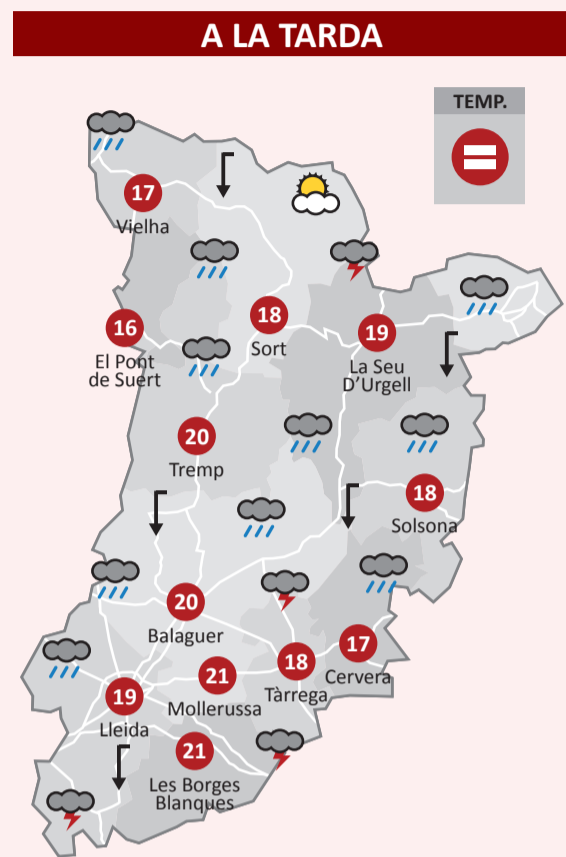 A LA TARDA
TEMP.
17
Vielha
16
El Pont
de Suert
18
Sort
19
La Seu
D'Urgell
20
Tremp
18
Solsona
20
Balaguer
17
Cervera
18
Tàrrega
21
Mollerussa
19
Lleida
21
Les Borges
Blanques